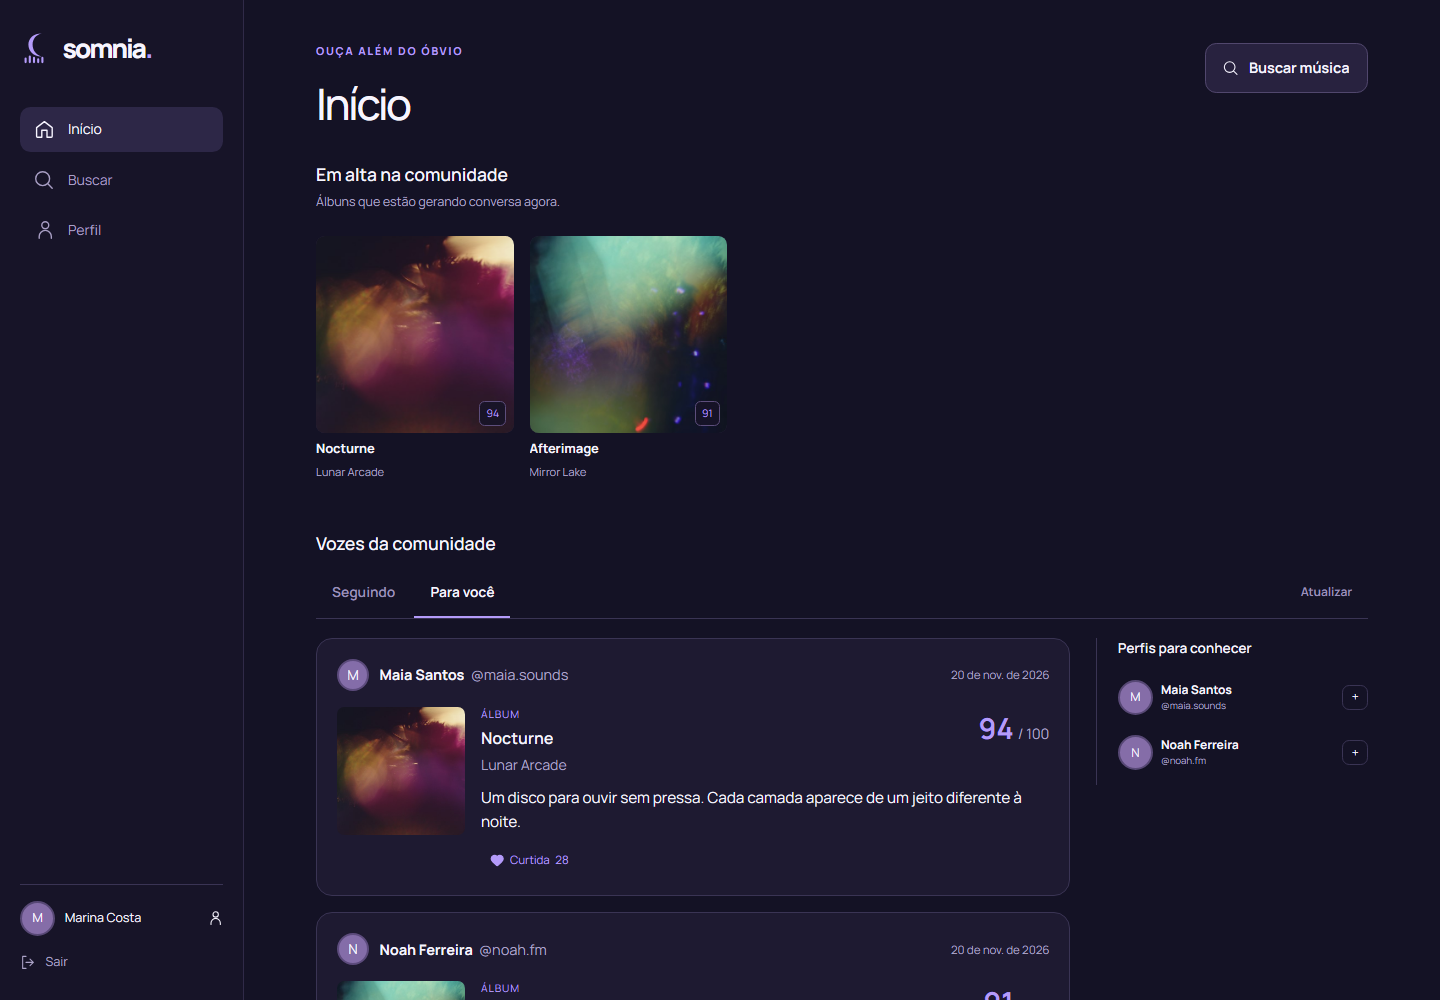 somnia.
Início
Buscar
Perfil
Marina Costa
M
Sair
OUÇA ALÉM DO ÓBVIO
Início
Buscar música
Em alta na comunidade
Álbuns que estão gerando conversa agora.
94
Nocturne
Lunar Arcade
91
Afterimage
Mirror Lake
Vozes da comunidade
Seguindo
Para você
Atualizar
M
Maia Santos @maia.sounds
20 de nov. de 2026
ÁLBUM
Nocturne
94 / 100
Lunar Arcade
Um disco para ouvir sem pressa. Cada camada aparece de um jeito diferente à
noite.
Curtida 28
N
Noah Ferreira @noah.fm
20 de nov. de 2026
ÁLBUM
91
Perfis para conhecer
M
Maia Santos
@maia.sounds
+
N
Noah Ferreira
@noah.fm
+